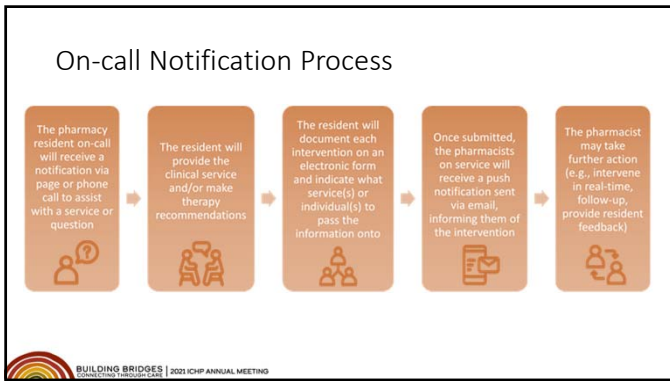 On-call Notification Process
The pharmacy
resident on-call
will receive a
notification via
page or phone
call to assist
with a service or
question
The resident will
provide the
clinical service
and/or make
therapy
recommendations
The resident will
document each
intervention on an
electronic form
and indicate what
service(s) or
individual(s) to
pass the
information onto
Once submitted,
the pharmacists
on service will
receive a push
notification sent
via email,
informing them of
the intervention
The pharmacist
may take
further action
(e.g., intervene
in real-time,
follow-up,
provide resident
feedback)
BUILDING BRIDGES | 2021 ICHP ANNUAL MEETING
CONNECTING THROUGH CARE